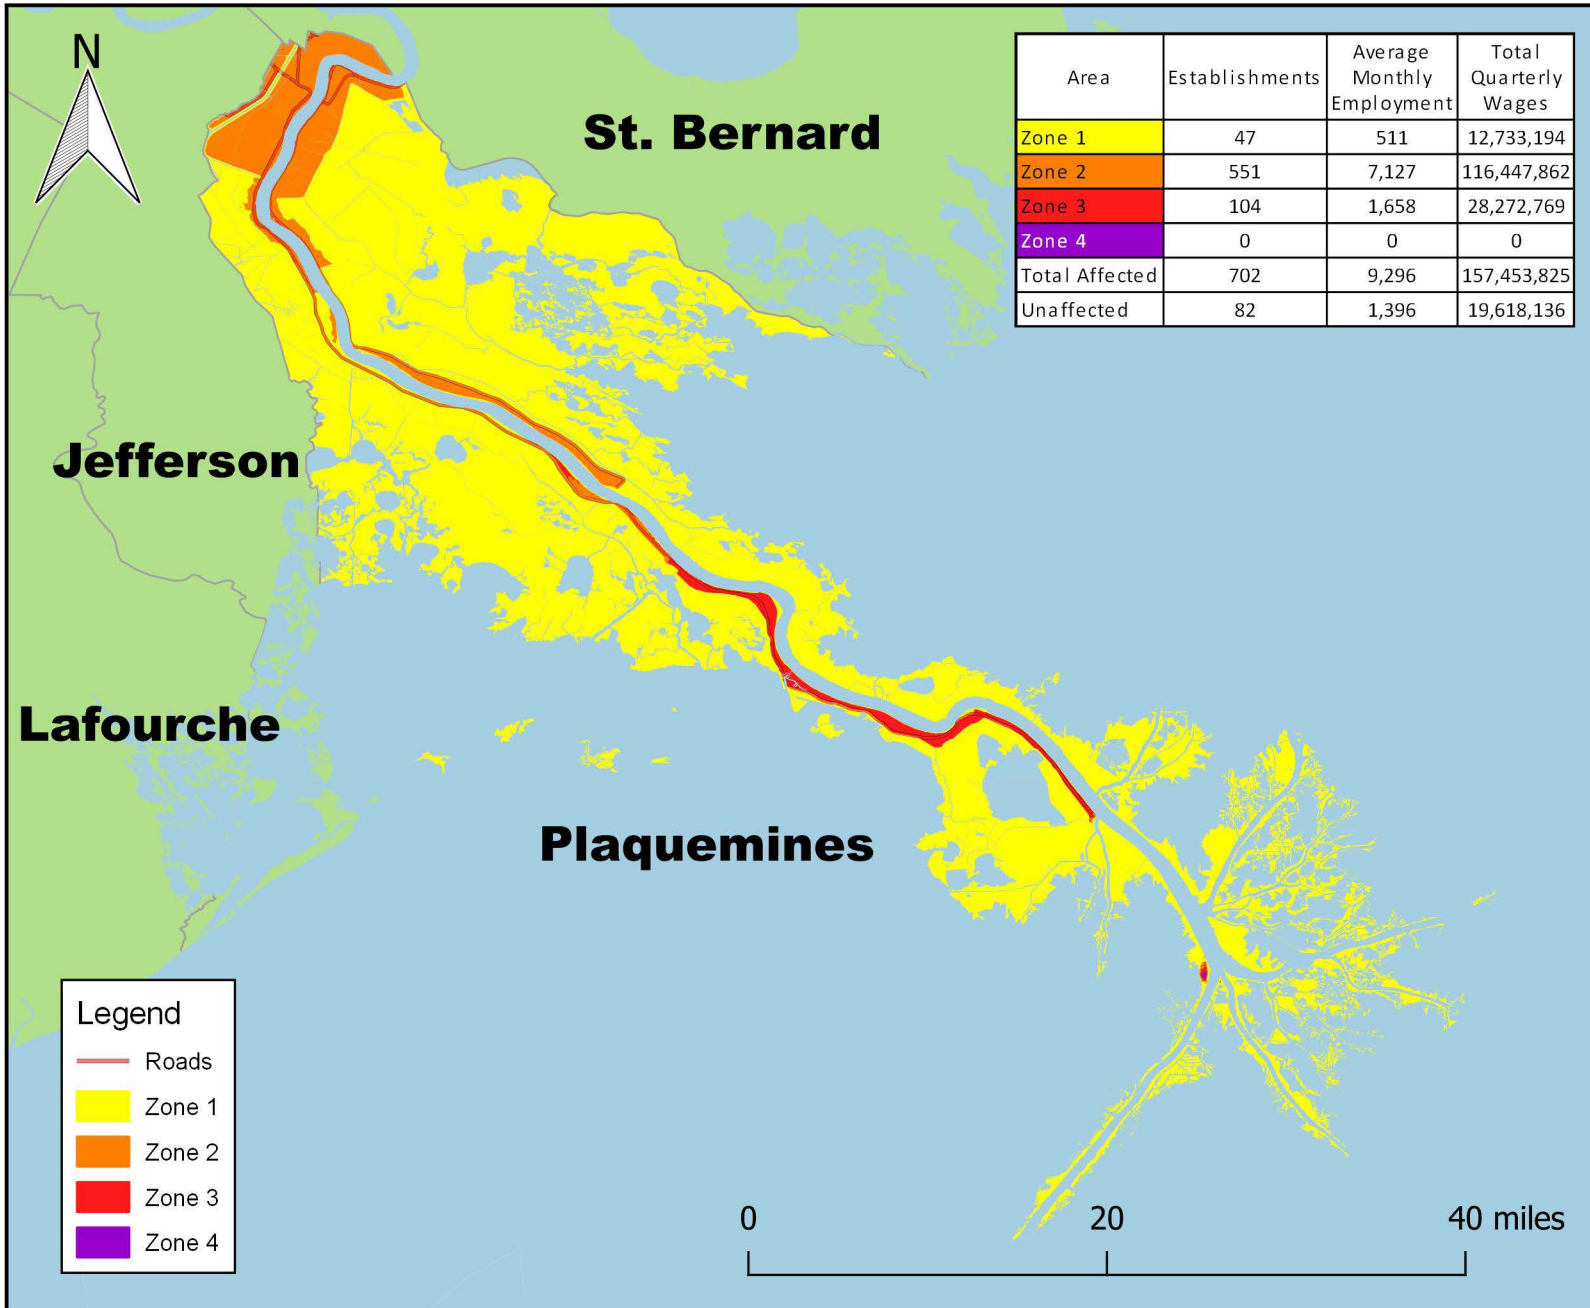 N
St. Bernard
Area Establishments Average Monthly Employment Total Quarterly Wages
Zone 1 47 511 12,733,194
Zone 2 551 7,127 116,447,862
Zone 3 104 1,658 28,272,769
Zone 4 0 0 0
Total Affected 702 9,296 157,453,825
Unaffected 82 1,396 19,618,136
Jefferson
Lafourche
Plaquemines
Legend
Roads
Zone 1
Zone 2
Zone 3
Zone 4
0 20 40 miles